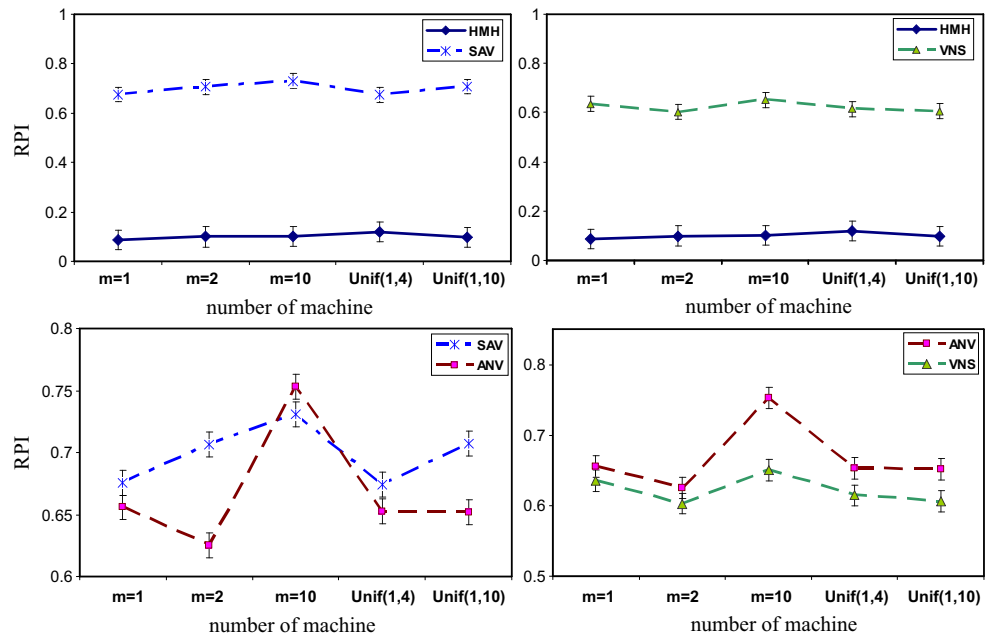 1
0.8
0.6
0.4
0.2
0
RPI
HMH
SAV
m=1 m=2 m=10 Unif(1,4) Unif(1,10)
number of machine
1
0.8
0.6
0.4
0.2
0
HMH
VNS
m=1 m=2 m=10 Unif(1,4) Unif(1,10)
number of machine
0.8
0.75
0.7
0.65
0.6
RPI
SAV
ANV
m=1 m=2 m=10 Unif(1,4) Unif(1,10)
number of machine
0.8
0.7
0.6
0.5
ANV
VNS
m=1 m=2 m=10 Unif(1,4) Unif(1,10)
number of machine